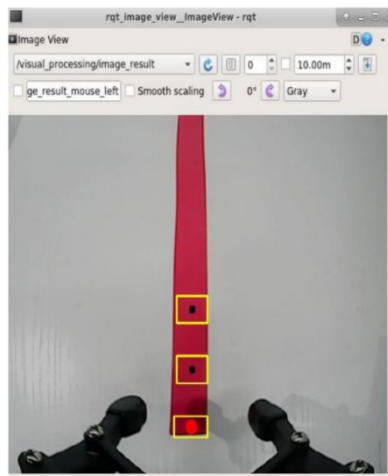 rqt_image_view__ImageView - rqt
Image View
D
-
/visual_processing/image_result
0
10.00m
ge_result_mouse_left
Smooth scaling
0°
Gray